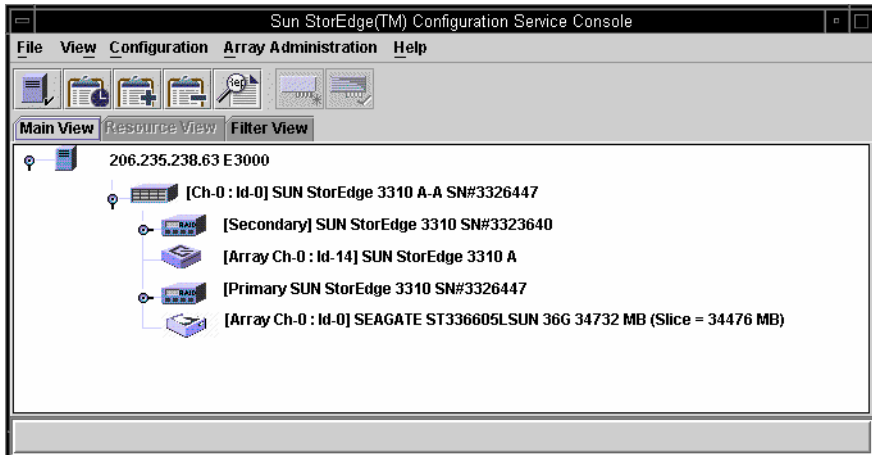 Sun StorEdge(TM) Configuration Service Console
File View Configuration Array Administration Help
Rep
Main View Resource View Filter View
206.235.238.63 E3000
[Ch-0 : Id-0] SUN StorEdge 3310 A-A SN#3326447
RAID [Secondary] SUN StorEdge 3310 SN#3323640
[Array Ch-0 : Id-14] SUN StorEdge 3310 A
RAID [Primary SUN StorEdge 3310 SN#3326447
[Array Ch-0 : Id-0] SEAGATE ST336605LSUN 36G 34732 MB (Slice = 34476 MB)